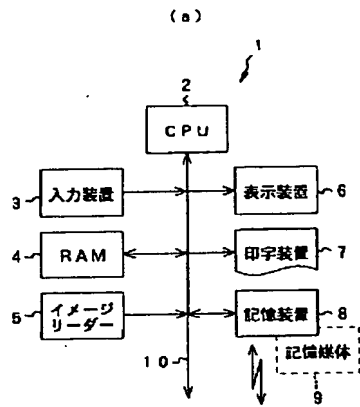 (a)
1
2
CPU
3 入力装置
表示装置 6
4 RAM
印字装置 7
5 イメージリーダー
記憶装置 8
記憶媒体
10
9